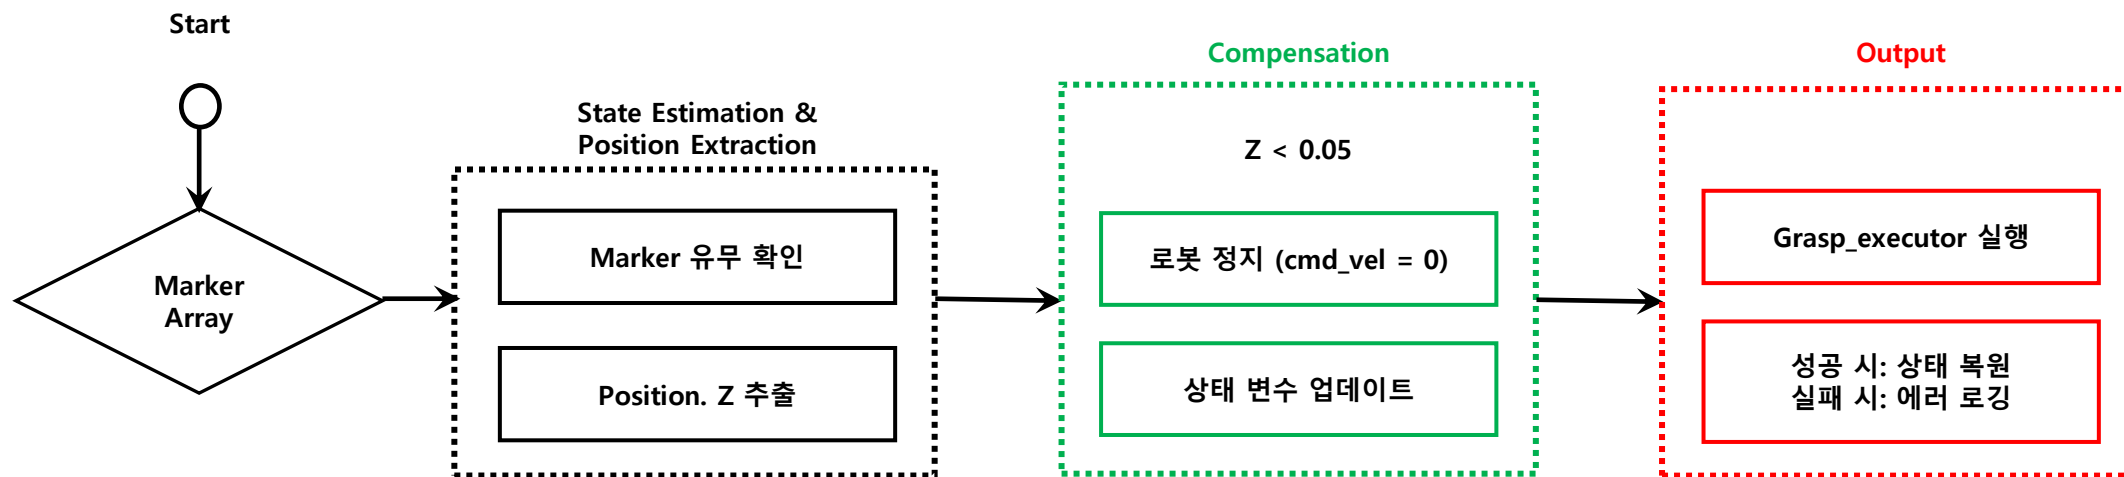 Start
Marker
Array
State Estimation &
Position Extraction
Marker 유무 확인
Position. Z 추출
Compensation
Z < 0.05
로봇 정지 (cmd_vel = 0)
상태 변수 업데이트
Output
Grasp_executor 실행
성공 시: 상태 복원
실패 시: 에러 로깅